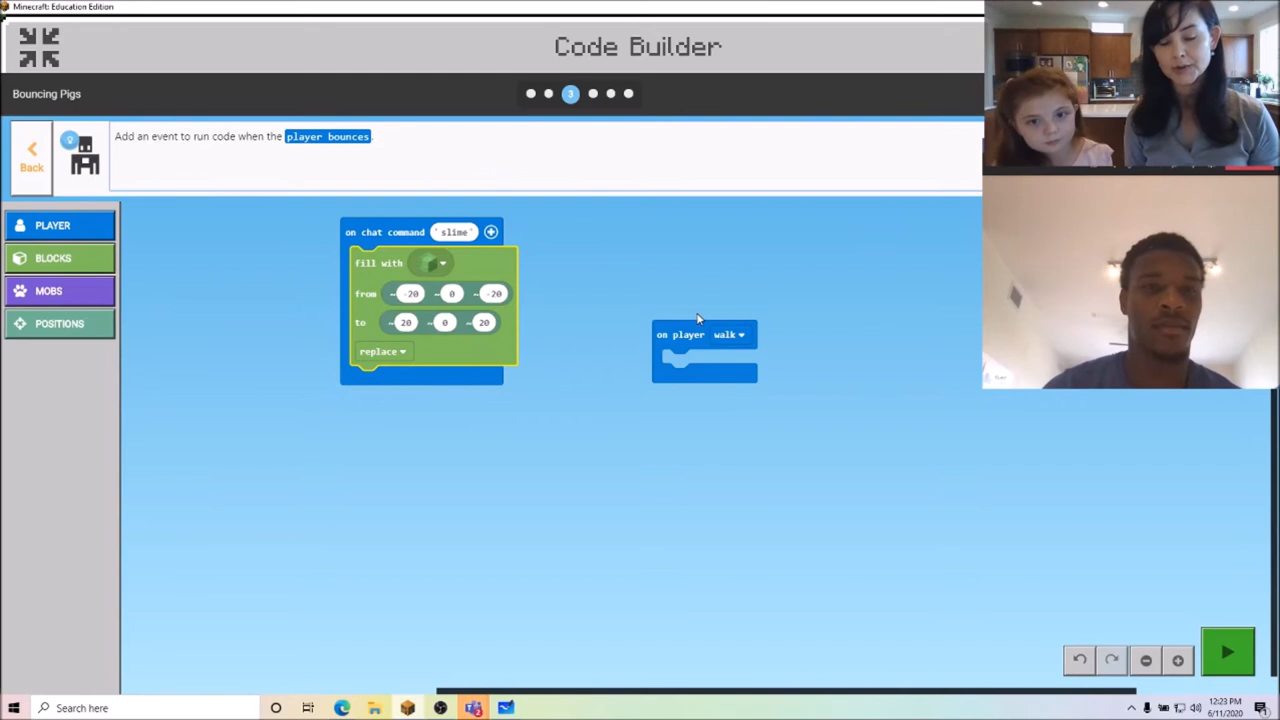 Minecraft: Education Edition
Code Builder
Bouncing Pigs
3
Back
Add an event to run code when the player bounces.
PLAYER
BLOCKS
MOBS
POSITIONS
on chat command "slime"
fill with
from ~ -20 ~ 0 ~ -20
to ~ 20 ~ 0 ~ 20
replace
on player walk
Search here
12:23 PM
6/11/2020